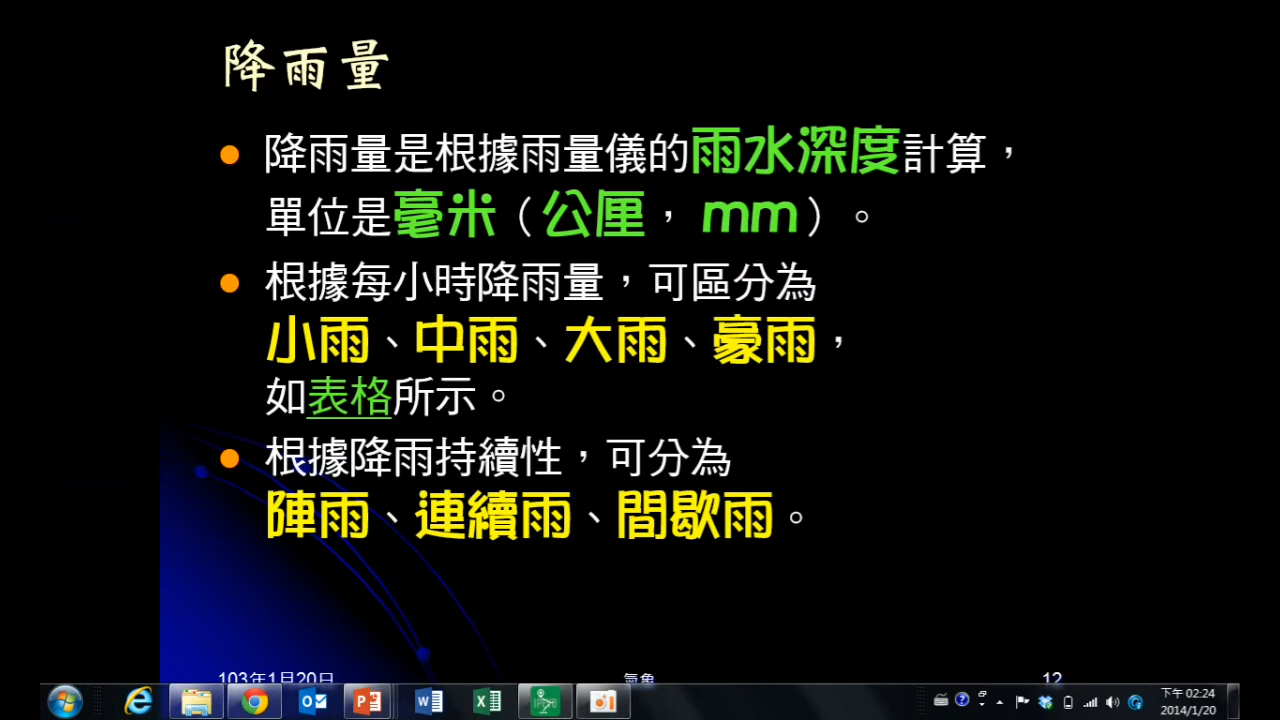 降雨量
降雨量是根據雨量儀的雨水深度計算，
單位是毫米（公厘，mm）。
根據每小時降雨量，可區分為
小雨、中雨、大雨、豪雨，
如表格所示。
根據降雨持續性，可分為
陣雨、連續雨、間歇雨。
103年1月20日
氣象
12
下午 02:24
2014/1/20